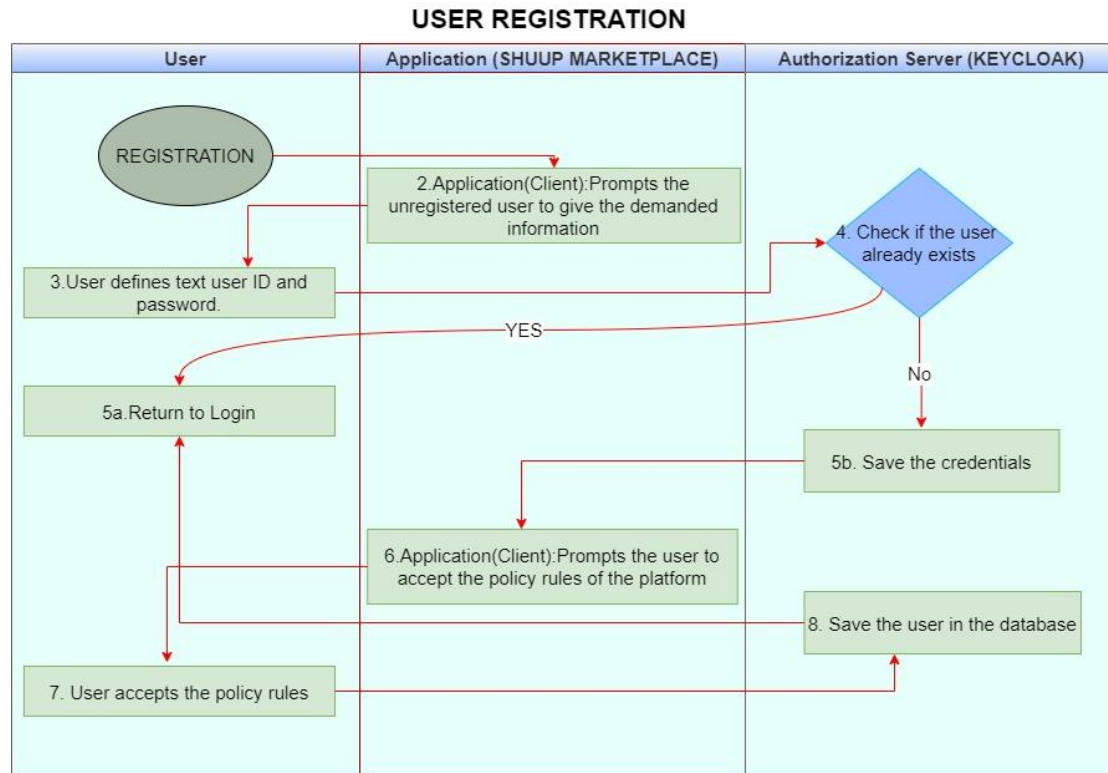 USER REGISTRATION
User
Application (SHUUP MARKETPLACE)
Authorization Server (KEYCLOAK)
REGISTRATION
2.Application(Client):Prompts the
unregistered user to give the demanded
information
3.User defines text user ID and
password.
4. Check if the user
already exists
YES
No
5a.Return to Login
5b. Save the credentials
6.Application(Client):Prompts the user to
accept the policy rules of the platform
7. User accepts the policy rules
8. Save the user in the database